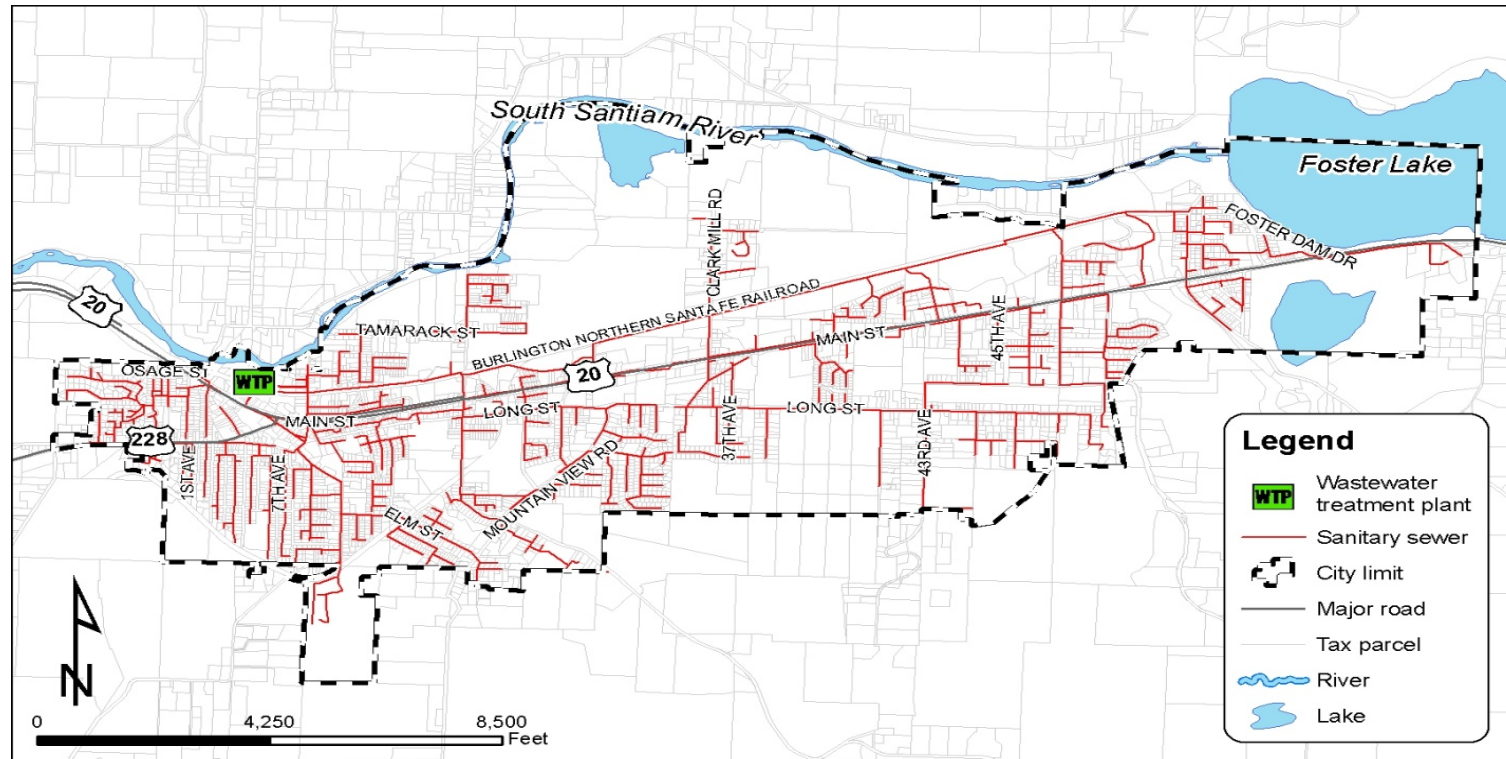 South Santiam River
Foster Lake
FOSTER DAM DR
CLARK MILL RD
BURLINGTON NORTHERN SANTA FE RAILROAD
20
TAMARACK ST
MAIN ST
45TH AVE
OSAGE ST
WTP
20
LONG ST
LONG ST
MAIN ST
228
37TH AVE
43RD AVE
1ST AVE
7TH AVE
MOUNTAIN VIEW RD
ELM ST
Legend
WTP
Wastewater
treatment plant
Sanitary sewer
City limit
Major road
Tax parcel
River
Lake
N
0
4,250
8,500
Feet